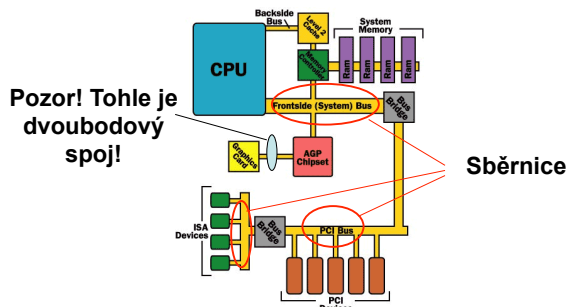 Backside
Bus
Level 2
Cache
System
Memory
CPU
Memory
Controller
Ram
Ram
Ram
Ram
Pozor! Tohle je
dvoubodový
spoj!
Frontside (System) Bus
Bus
Bridge
Graphics
Card
AGP
Chipset
Sběrnice
ISA
Devices
Bus
Bridge
PCI Bus
PCI